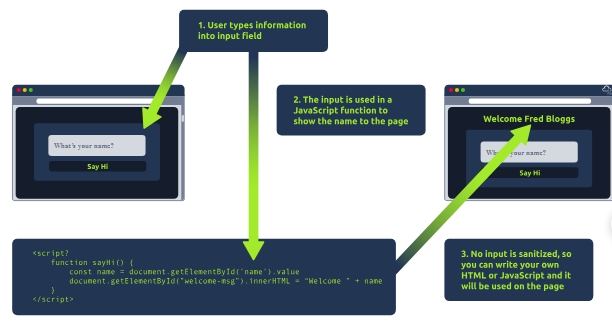 1. User types information
into input field
2. The input is used in a
JavaScript function to
show the name to the page
What's your name?
Say Hi
Welcome Fred Bloggs
What's your name?
Say Hi
<script?
function sayHi() {
const name = document.getElementById('name').value
document.getElementById("welcome-msg").innerHTML = "Welcome " + name
}
</script>
3. No input is sanitized, so
you can write your own
HTML or JavaScript and it
will be used on the page